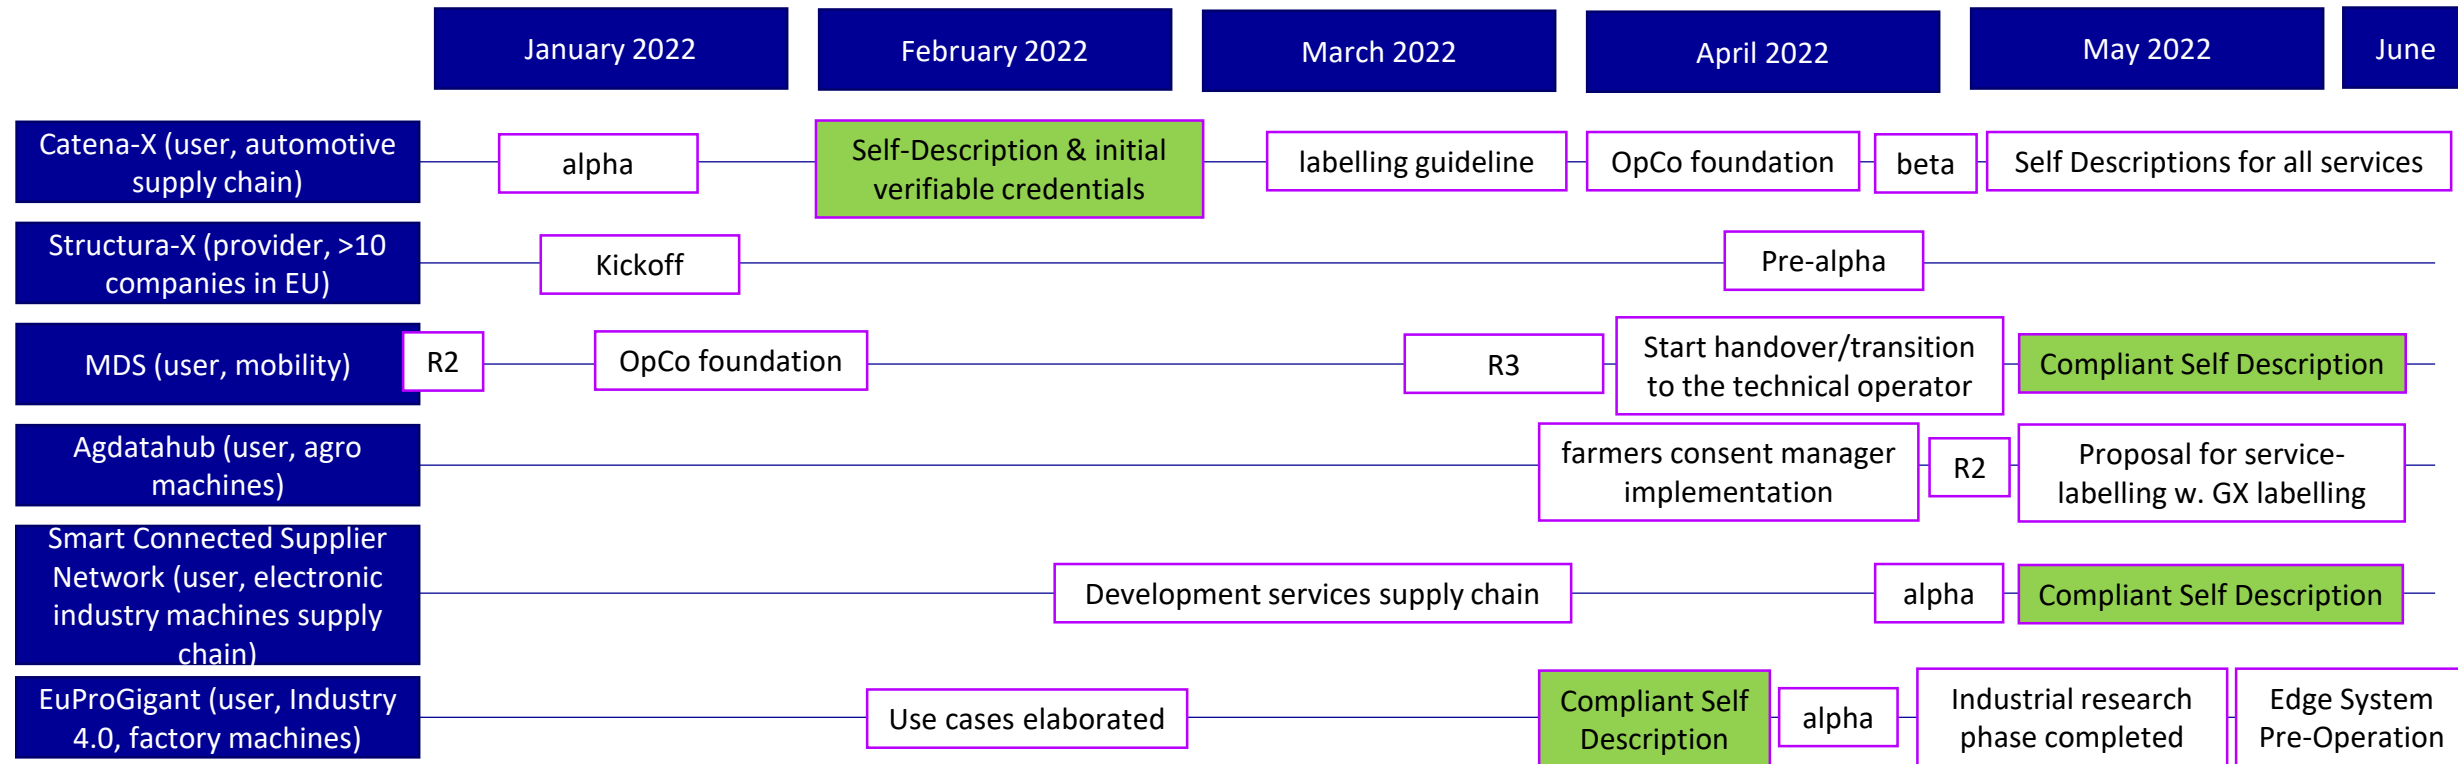 January 2022
February 2022
March 2022
April 2022
May 2022
June
Catena-X (user, automotive
supply chain)
alpha
Self-Description & initial
verifiable credentials
labelling guideline
OpCo foundation
beta
Self Descriptions for all services
Structura-X (provider, >10
companies in EU)
Kickoff
Pre-alpha
MDS (user, mobility)
R2
OpCo foundation
R3
Start handover/transition
to the technical operator
Compliant Self Description
Agdatahub (user, agro
machines)
farmers consent manager
implementation
R2
Proposal for service-
labelling w. GX labelling
Smart Connected Supplier
Network (user, electronic
industry machines supply
chain)
Development services supply chain
alpha
Compliant Self Description
EuProGigant (user, Industry
4.0, factory machines)
Use cases elaborated
Compliant Self
Description
alpha
Industrial research
phase completed
Edge System
Pre-Operation